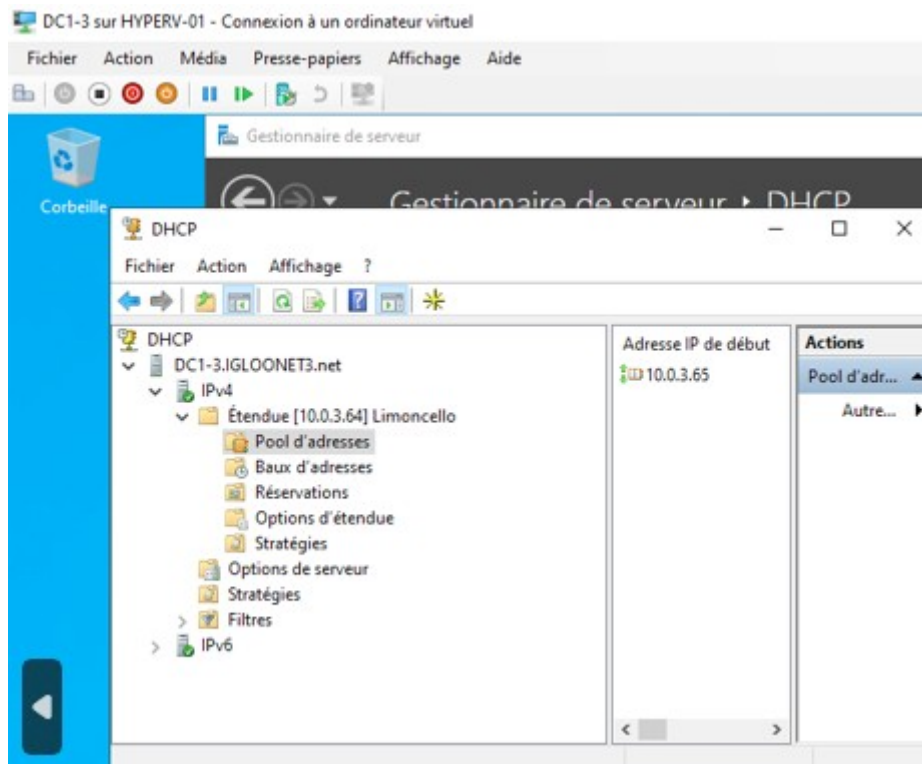 DC1-3 sur HYPERV-01 - Connexion à un ordinateur virtuel
Fichier Action Média Presse-papiers Affichage Aide
Gestionnaire de serveur
Corbeille
Gestionnaire de serveur DHCP
DHCP
Fichier Action Affichage ?
DHCP
DC1-3.IGLOONET3.net
IPv4
Étendue [10.0.3.64] Limoncello
Pool d'adresses
Baux d'adresses
Réservations
Options d'étendue
Stratégies
Options de serveur
Stratégies
Filtres
IPv6
Adresse IP de début
10.0.3.65
Actions
Pool d'adr...
Autre...